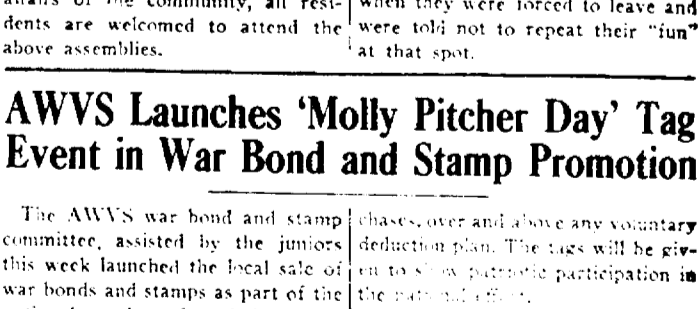 affairs of the community, all resi-
dents are welcomed to attend the
above assemblies.
when they were forced to leave and
were told not to repeat their "fun"
at that spot.
AWVS Launches 'Molly Pitcher Day' Tag
Event in War Bond and Stamp Promotion
The AWVS war bond and stamp
committee, assisted by the juniors
this week launched the local sale of
war bonds and stamps as part of the
chases, over and above any voluntary
deduction plan. The tags will be giv-
en to show patriotic participation in
the national effort.